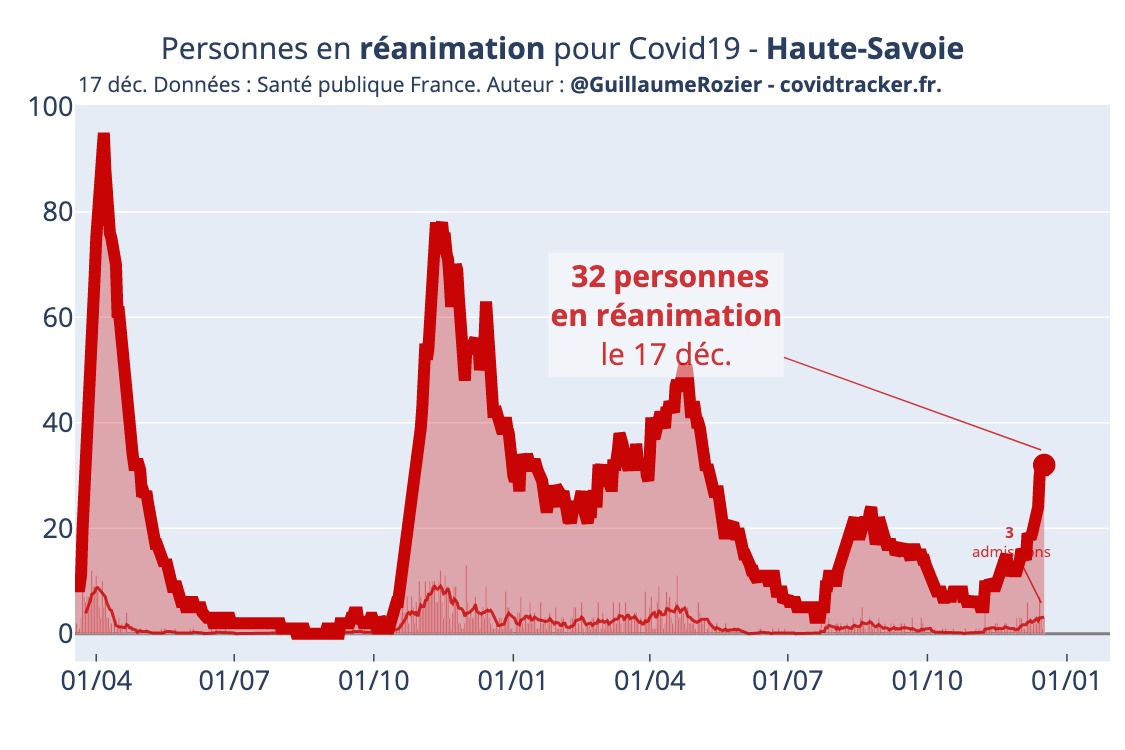 Personnes en réanimation pour Covid19 - Haute-Savoie
17 déc. Données : Santé publique France. Auteur : @GuillaumeRozier - covidtracker.fr.
100
80
60
40
20
0
32 personnes
en réanimation
le 17 déc.
3
admissions
01/04 01/07 01/10 01/01 01/04 01/07 01/10 01/01